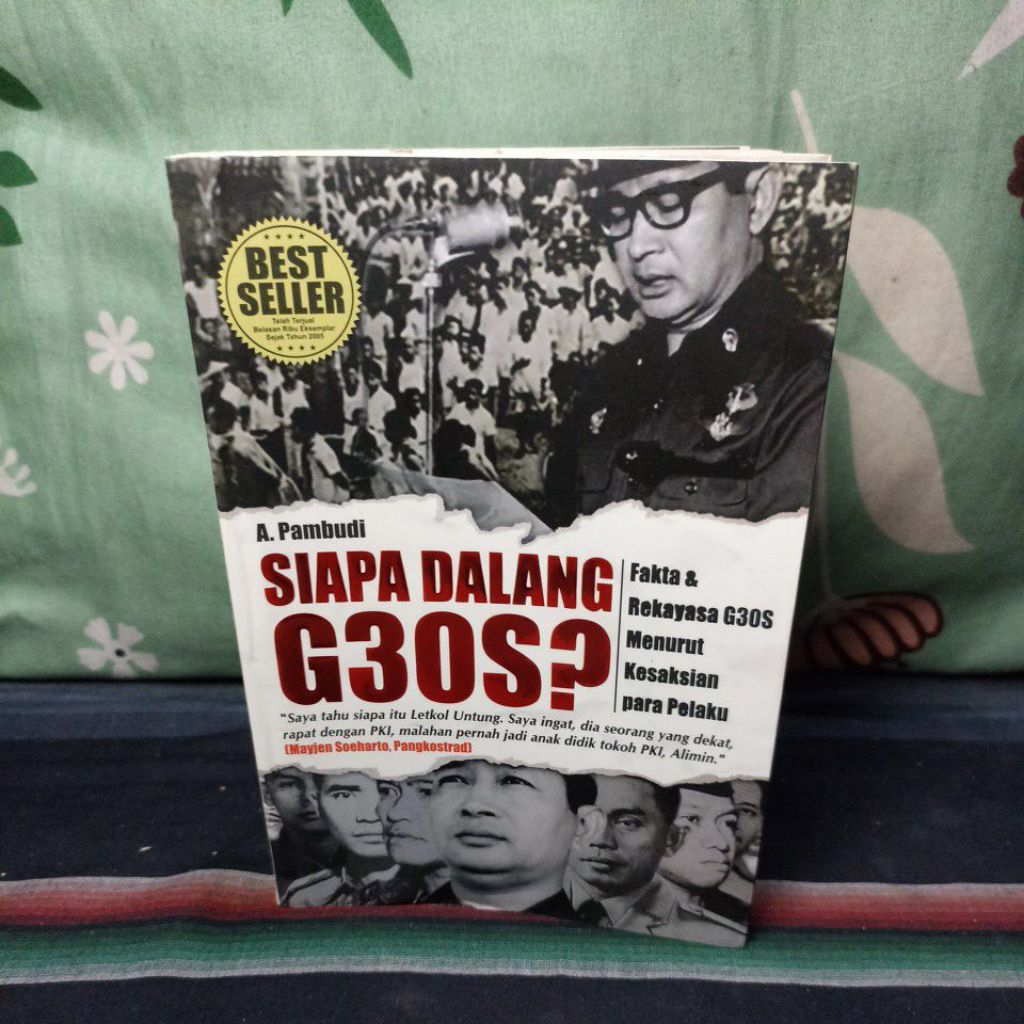 BEST
SELLER
Telah Terjual
Belasan Ribu Eksemplar
Sejak Tahun 2005
A. Pambudi
SIAPA DALANG
G30S?
Fakta &
Rekayasa G30S
Menurut
Kesaksian
para Pelaku
"Saya tahu siapa itu Letkol Untung. Saya ingat, dia seorang yang dekat,
rapat dengan PKI, malahan pernah jadi anak didik tokoh PKI, Alimin."
(Mayjen Soeharto, Pangkostrad)